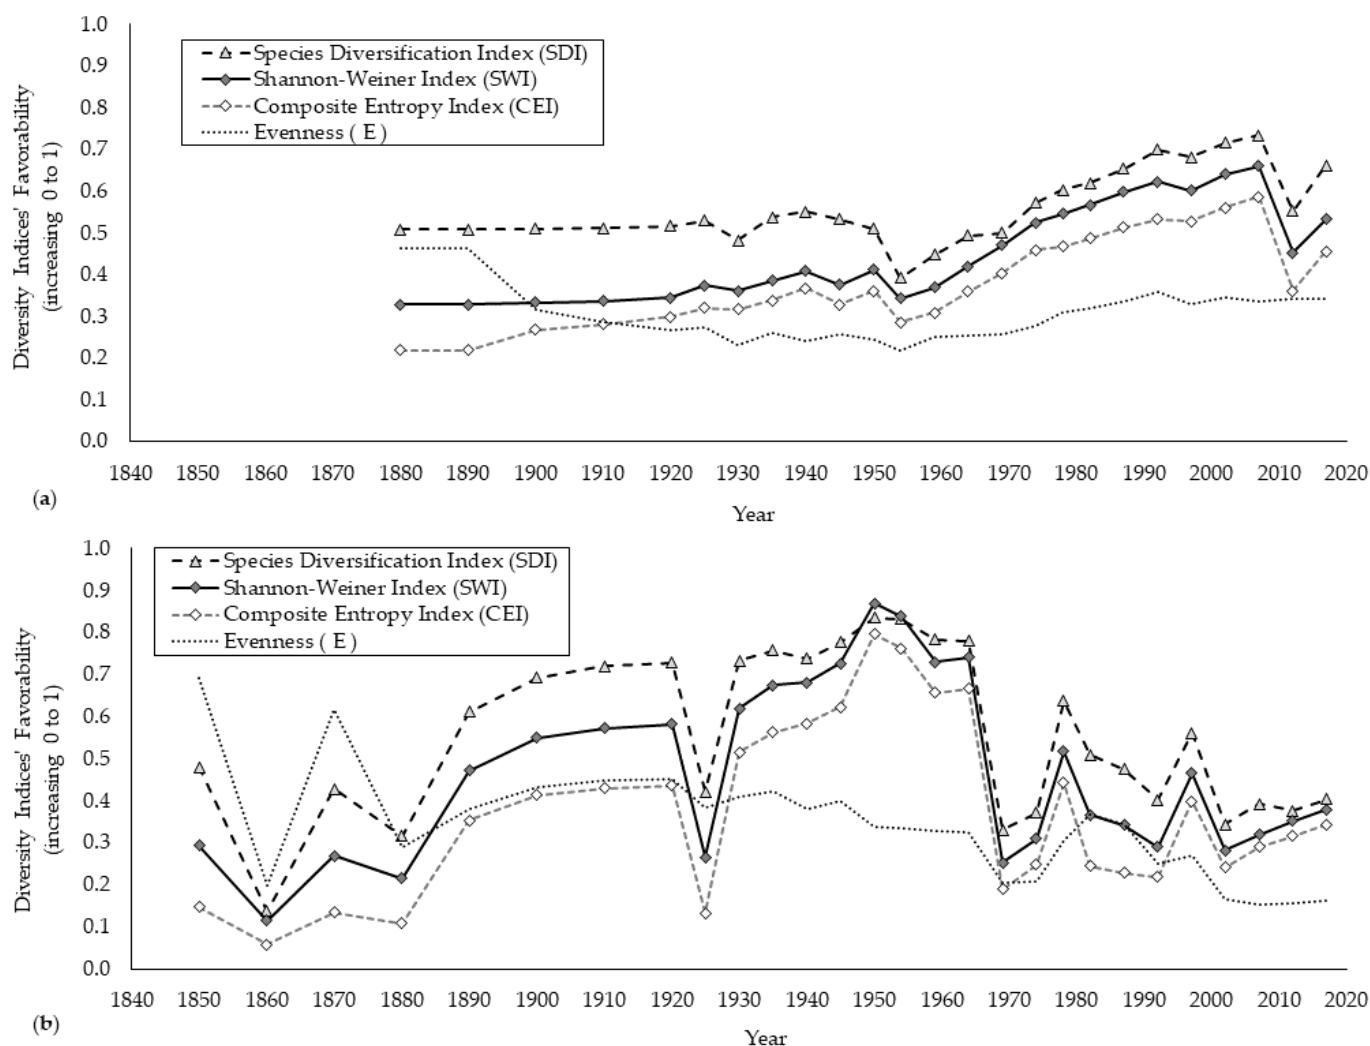 Diversity Indices' Favorability
(increasing 0 to 1)
1.0
0.9
0.8
0.7
0.6
0.5
0.4
0.3
0.2
0.1
0.0
Species Diversification Index (SDI)
Shannon-Weiner Index (SWI)
Composite Entropy Index (CEI)
Evenness ( E )
1840 1850 1860 1870 1880 1890 1900 1910 1920 1930 1940 1950 1960 1970 1980 1990 2000 2010 2020
(a)
Year
Diversity Indices' Favorability
(increasing 0 to 1)
1.0
0.9
0.8
0.7
0.6
0.5
0.4
0.3
0.2
0.1
0.0
Species Diversification Index (SDI)
Shannon-Weiner Index (SWI)
Composite Entropy Index (CEI)
Evenness ( E )
1840 1850 1860 1870 1880 1890 1900 1910 1920 1930 1940 1950 1960 1970 1980 1990 2000 2010 2020
(b)
Year